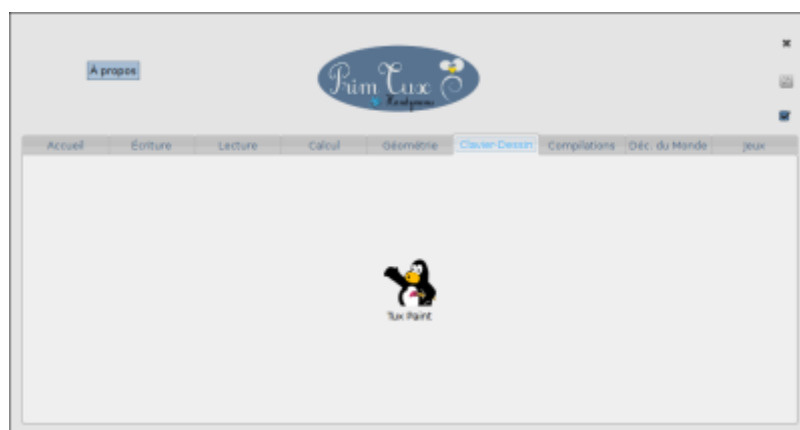 À propos
Prim Tux
Accueil Écriture Lecture Calcul Géométrie Clavier-Dessin Compilations Déc. du Monde Jeux
Tux Paint